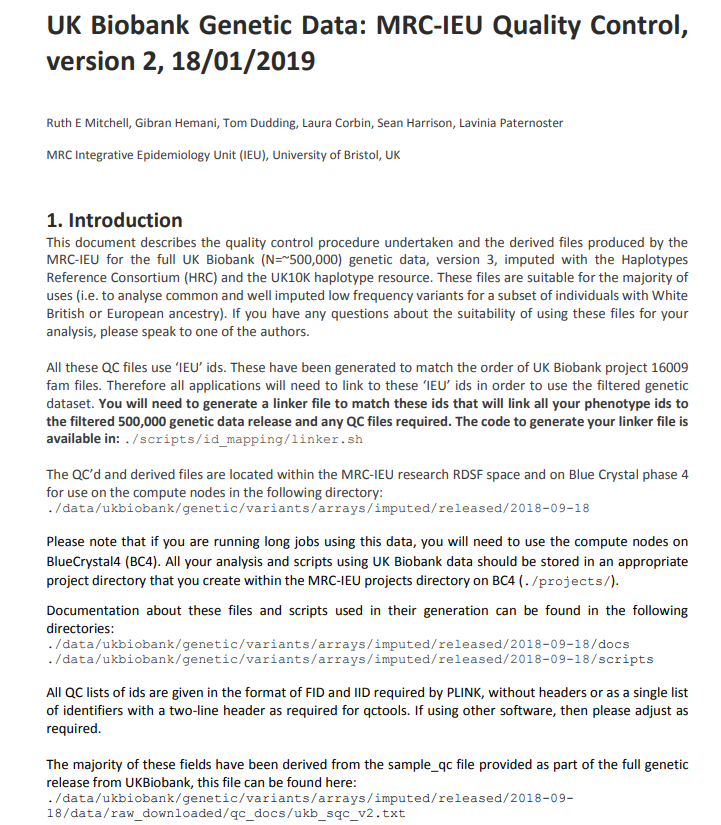 UK Biobank Genetic Data: MRC-IEU Quality Control,
version 2, 18/01/2019
Ruth E Mitchell, Gibran Hemani, Tom Dudding, Laura Corbin, Sean Harrison, Lavinia Paternoster
MRC Integrative Epidemiology Unit (IEU), University of Bristol, UK
1. Introduction
This document describes the quality control procedure undertaken and the derived files produced by the
MRC-IEU for the full UK Biobank (N=~500,000) genetic data, version 3, imputed with the Haplotypes
Reference Consortium (HRC) and the UK10K haplotype resource. These files are suitable for the majority of
uses (i.e. to analyse common and well imputed low frequency variants for a subset of individuals with White
British or European ancestry). If you have any questions about the suitability of using these files for your
analysis, please speak to one of the authors.
All these QC files use ‘IEU’ ids. These have been generated to match the order of UK Biobank project 16009
fam files. Therefore all applications will need to link to these ‘IEU’ ids in order to use the filtered genetic
dataset. You will need to generate a linker file to match these ids that will link all your phenotype ids to
the filtered 500,000 genetic data release and any QC files required. The code to generate your linker file is
available in: ./scripts/id_mapping/linker.sh
The QC’d and derived files are located within the MRC-IEU research RDSF space and on Blue Crystal phase 4
for use on the compute nodes in the following directory:
./data/ukbiobank/genetic/variants/arrays/imputed/released/2018-09-18
Please note that if you are running long jobs using this data, you will need to use the compute nodes on
BlueCrystal4 (BC4). All your analysis and scripts using UK Biobank data should be stored in an appropriate
project directory that you create within the MRC-IEU projects directory on BC4 (./projects/).
Documentation about these files and scripts used in their generation can be found in the following
directories:
./data/ukbiobank/genetic/variants/arrays/imputed/released/2018-09-18/docs
./data/ukbiobank/genetic/variants/arrays/imputed/released/2018-09-18/scripts
All QC lists of ids are given in the format of FID and IID required by PLINK, without headers or as a single list
of identifiers with a two-line header as required for qctools. If using other software, then please adjust as
required.
The majority of these fields have been derived from the sample_qc file provided as part of the full genetic
release from UKBiobank, this file can be found here:
./data/ukbiobank/genetic/variants/arrays/imputed/released/2018-09-
18/data/raw_downloaded/qc_docs/ukb_sqc_v2.txt